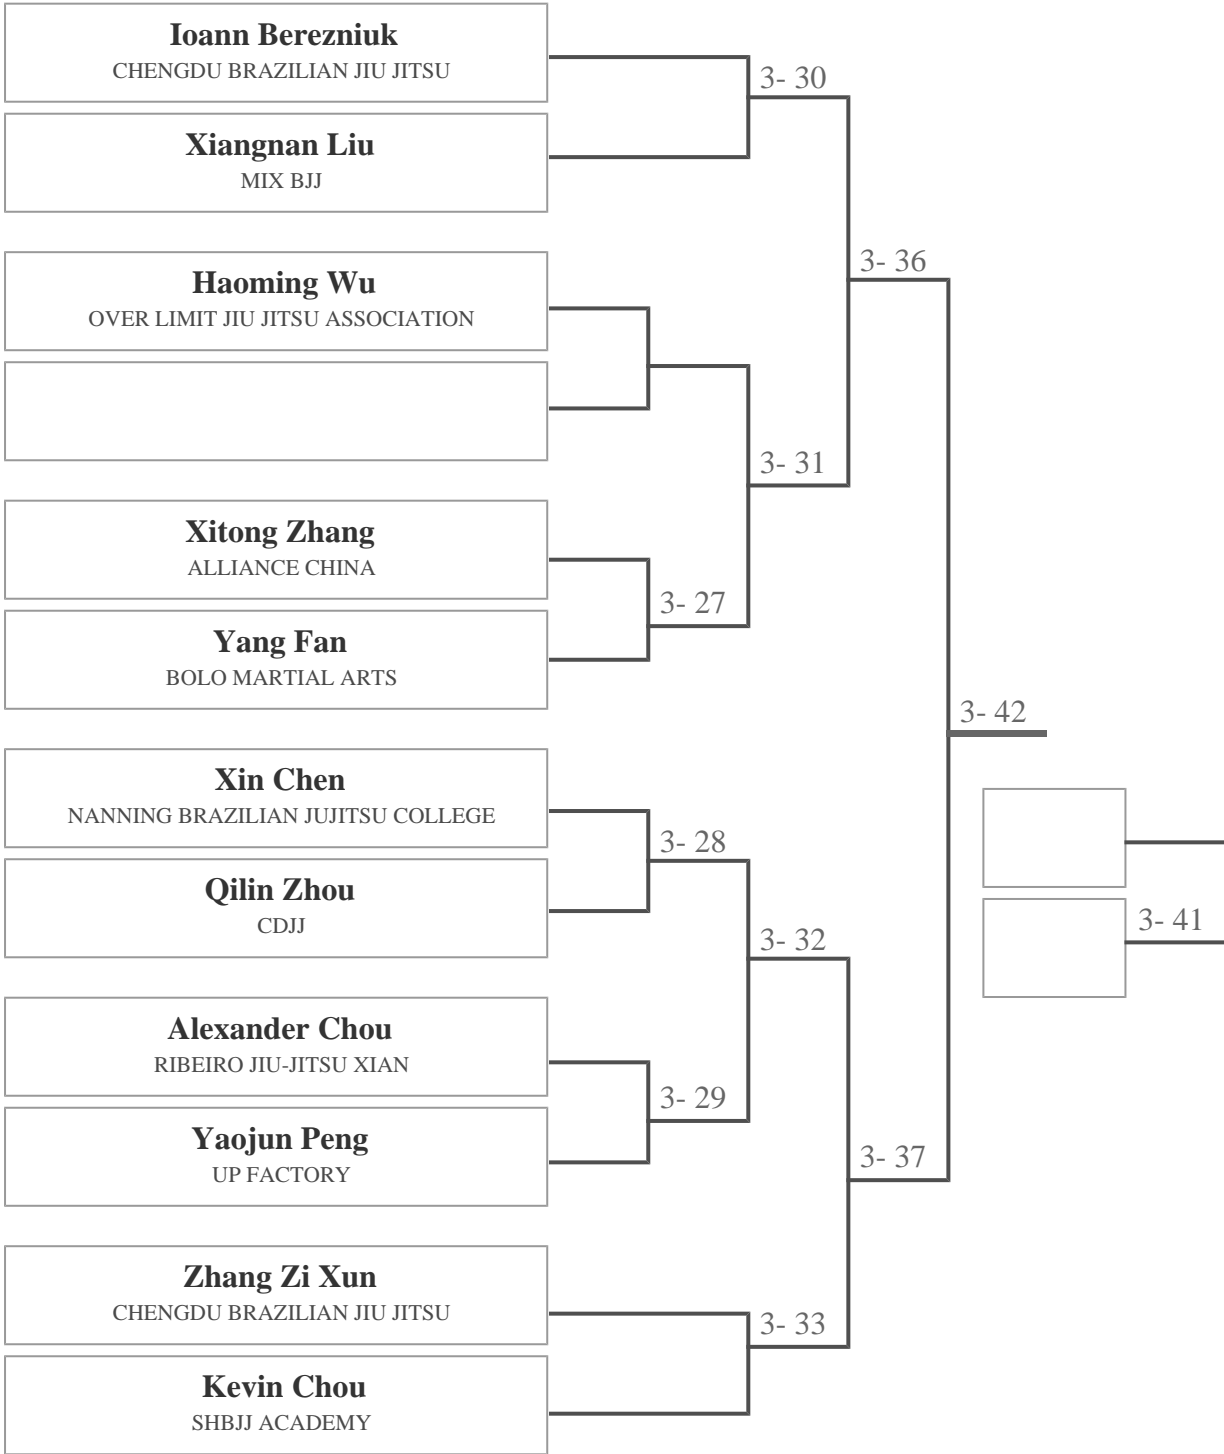 Ioann Berezniuk
CHENGDU BRAZILIAN JIU JITSU
3- 30
Xiangnan Liu
MIX BJJ
Haoming Wu
OVER LIMIT JIU JITSU ASSOCIATION
3- 36
3- 31
Xitong Zhang
ALLIANCE CHINA
3- 27
Yang Fan
BOLO MARTIAL ARTS
3- 42
Xin Chen
NANNING BRAZILIAN JUJITSU COLLEGE
3- 28
Qilin Zhou
CDJJ
3- 32
3- 41
Alexander Chou
RIBEIRO JIU-JITSU XIAN
3- 29
Yaojun Peng
UP FACTORY
3- 37
Zhang Zi Xun
CHENGDU BRAZILIAN JIU JITSU
3- 33
Kevin Chou
SHBJJ ACADEMY